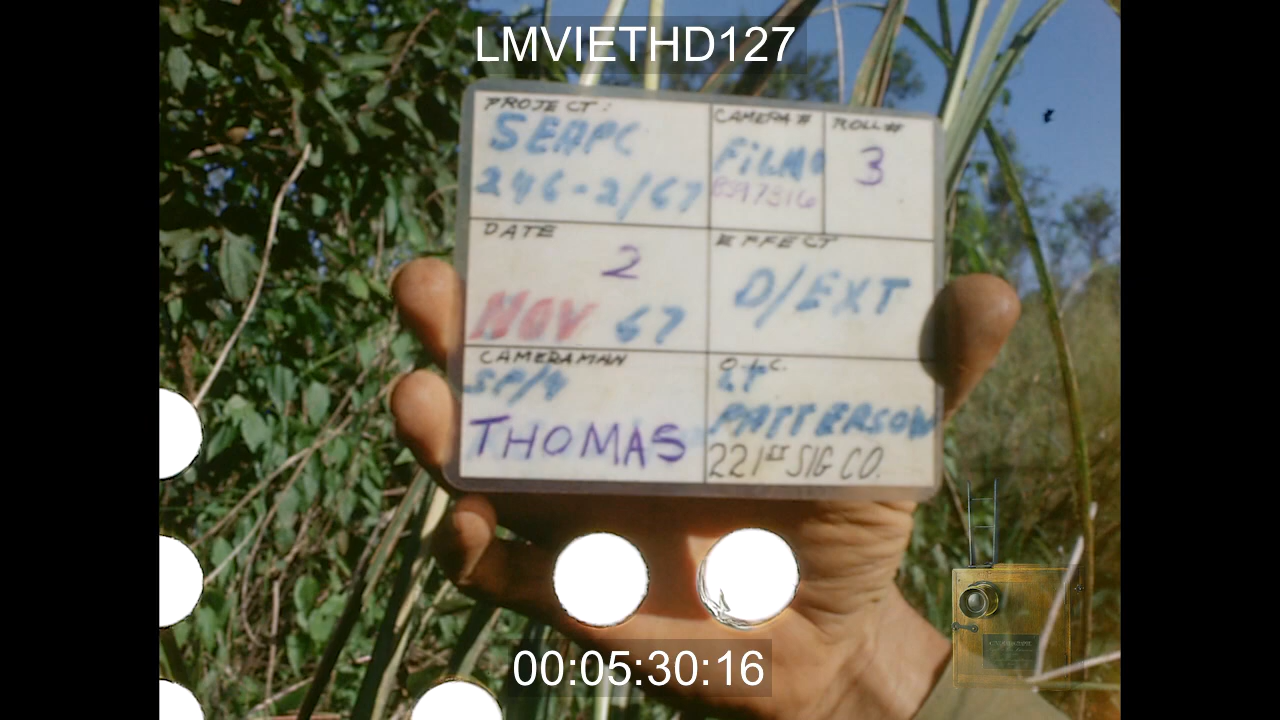 LMVIETHD127
PROJECT:
SEAPC
246-2/67
CAMERA #
FILMO
ROLL #
3
DATE
2
NOV 67
EFFECT
D/EXT
CAMERAMAN
SP/4
THOMAS
O.I.C.
LT
PATTERSON
221ST SIG CO.
00:05:30:16